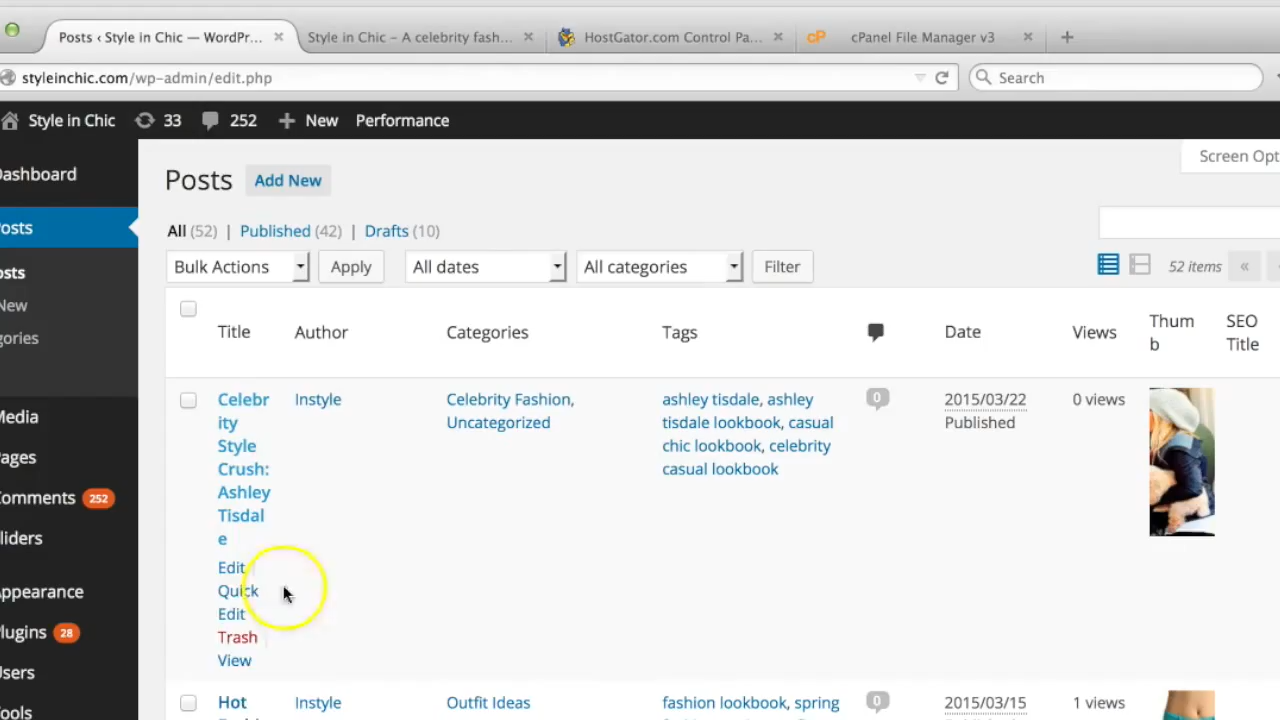 Posts ‹ Style in Chic — WordPr...
Style in Chic – A celebrity fash...
HostGator.com Control Pa...
cP cPanel File Manager v3
styleinchic.com/wp-admin/edit.php
Search
Style in Chic 33 252 New Performance
Screen Opt
Dashboard
osts
osts
New
gories
Media
Pages
Comments 252
liders
Appearance
lugins 28
sers
ools
Posts Add New
All (52) | Published (42) | Drafts (10)
Bulk Actions Apply All dates All categories Filter
52 items «
Title Author Categories Tags Date Views Thum
b
SEO
Title
Celebr
ity
Style
Crush:
Ashley
Tisdal
e
Edit |
Quick
Edit
Trash |
View
Instyle
Celebrity Fashion,
Uncategorized
ashley tisdale, ashley
tisdale lookbook, casual
chic lookbook, celebrity
casual lookbook
0
2015/03/22
Published
0 views
Hot
Instyle
Outfit Ideas
fashion lookbook, spring
0
2015/03/15
1 views